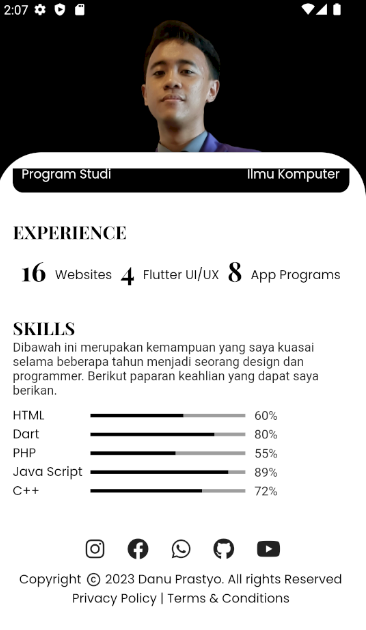 2:07
Program Studi Ilmu Komputer
EXPERIENCE
16 Websites 4 Flutter UI/UX 8 App Programs
SKILLS
Dibawah ini merupakan kemampuan yang saya kuasai
selama beberapa tahun menjadi seorang design dan
programmer. Berikut paparan keahlian yang dapat saya
berikan.
HTML 60%
Dart 80%
PHP 55%
Java Script 89%
C++ 72%
Copyright © 2023 Danu Prastyo. All rights Reserved
Privacy Policy | Terms & Conditions